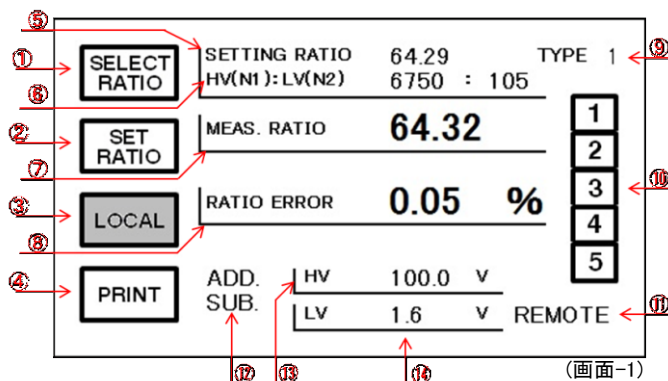 ⑤
① SELECT RATIO
SETTING RATIO 64.29 TYPE 1 ⑨
⑥ HV(N1):LV(N2) 6750 : 105
② SET RATIO
MEAS. RATIO 64.32
⑦
1
2
3 ⑩
4
5
③ LOCAL
RATIO ERROR 0.05 %
⑧
④ PRINT
ADD.
SUB.
HV 100.0 V
LV 1.6 V
REMOTE ⑪
⑫ ⑬ ⑭
(画面-1)